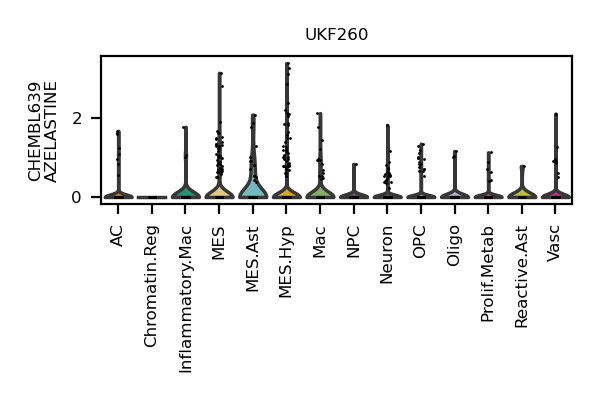 UKF260
CHEMBL639
AZELASTINE
2
0
AC
Chromatin.Reg
Inflammatory.Mac
MES
MES.Ast
MES.Hyp
Mac
NPC
Neuron
OPC
Oligo
Prolif.Metab
Reactive.Ast
Vasc